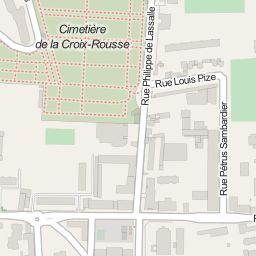 Cimetière
de la Croix-Rousse
Rue Philippe de Lassalle
Rue Louis Pize
Rue Pétrus Sambardier
R